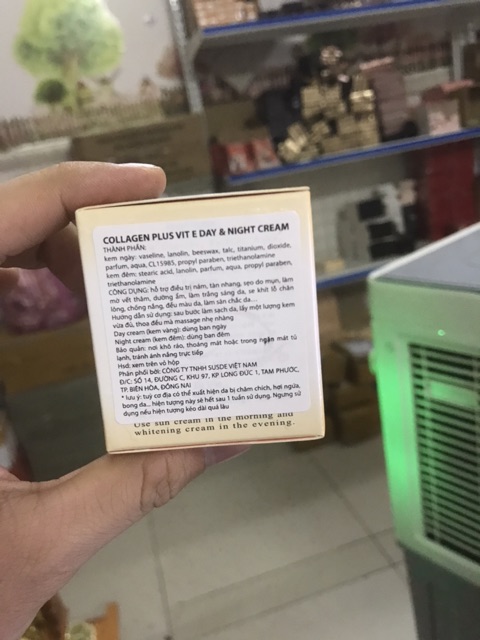 COLLAGEN PLUS VIT E DAY & NIGHT CREAM
THÀNH PHẦN:
kem ngày: vaseline, lanolin, beeswax, talc, titanium, dioxide,
parfum, aqua, CI,15985, propyl paraben, triethanolamine
kem đêm: stearic acid, lanolin, parfum, aqua, propyl paraben,
triethanolamine
CÔNG DỤNG: hỗ trợ điều trị nám, tàn nhang, sẹo do mụn, làm
mờ vết thâm, dưỡng ẩm, làm trắng sáng da, se khít lỗ chân
lông, chống nắng, đều màu da, làm săn chắc da...
Hướng dẫn sử dụng: sau bước làm sạch da, lấy một lượng kem
vừa đủ, thoa đều mà massage nhẹ nhàng
Day cream (kem vàng): dùng ban ngày
Night cream (kem đêm): dùng ban đêm
Bảo quản: nơi khô ráo, thoáng mát hoặc trong ngăn mát tủ
lạnh, tránh ánh nắng trực tiếp
Hsd: xem trên vỏ hộp
Phân phối bởi: CÔNG TY TNHH SUSDE VIỆT NAM
Đ/C: SỐ 14, ĐƯỜNG C, KHU 97, KP LONG ĐỨC 1, TAM PHƯỚC,
TP. BIÊN HÒA, ĐỒNG NAI
* lưu ý: tuỳ cơ địa có thể xuất hiện da bị châm chích, hơi ngứa,
bong da... hiện tượng này sẽ hết sau 1 tuần sử dụng. Ngưng sử
dụng nếu hiện tượng kéo dài quá lâu
Use sun cream in the morning and
whitening cream in the evening.